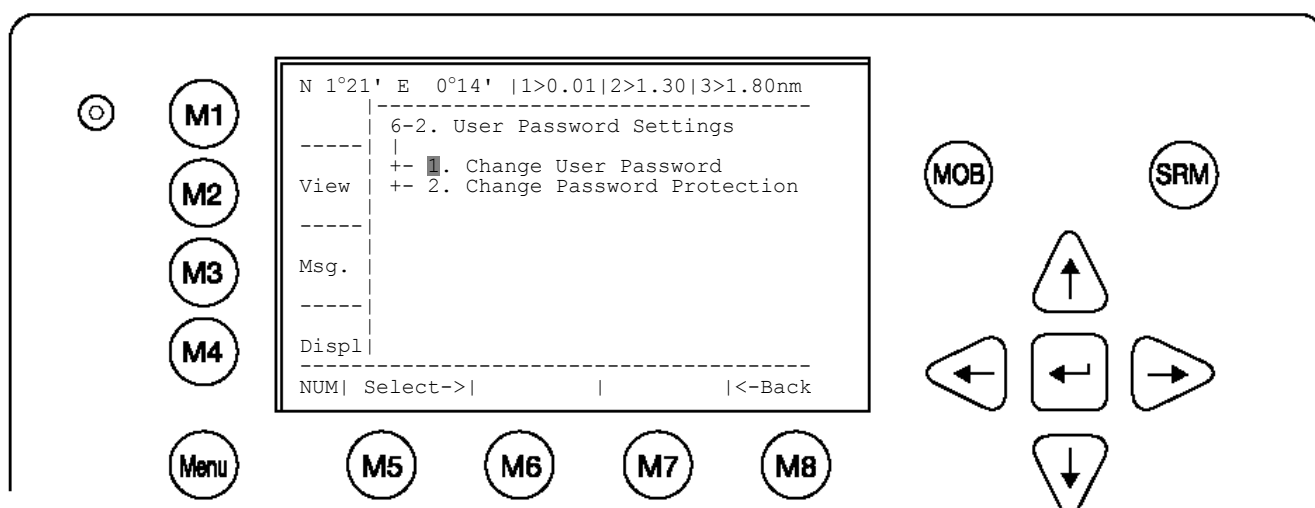 N 1°21' E 0°14' |1>0.01|2>1.30|3>1.80nm
|-----------------------------------
| 6-2. User Password Settings
-----| |
| +- 1. Change User Password
View | +- 2. Change Password Protection
-----|
Msg. |
-----|
Displ|
-----------------------------------------
NUM| Select->| | |<-Back
M1
M2
M3
M4
Menu
M5
M6
M7
M8
MOB
SRM